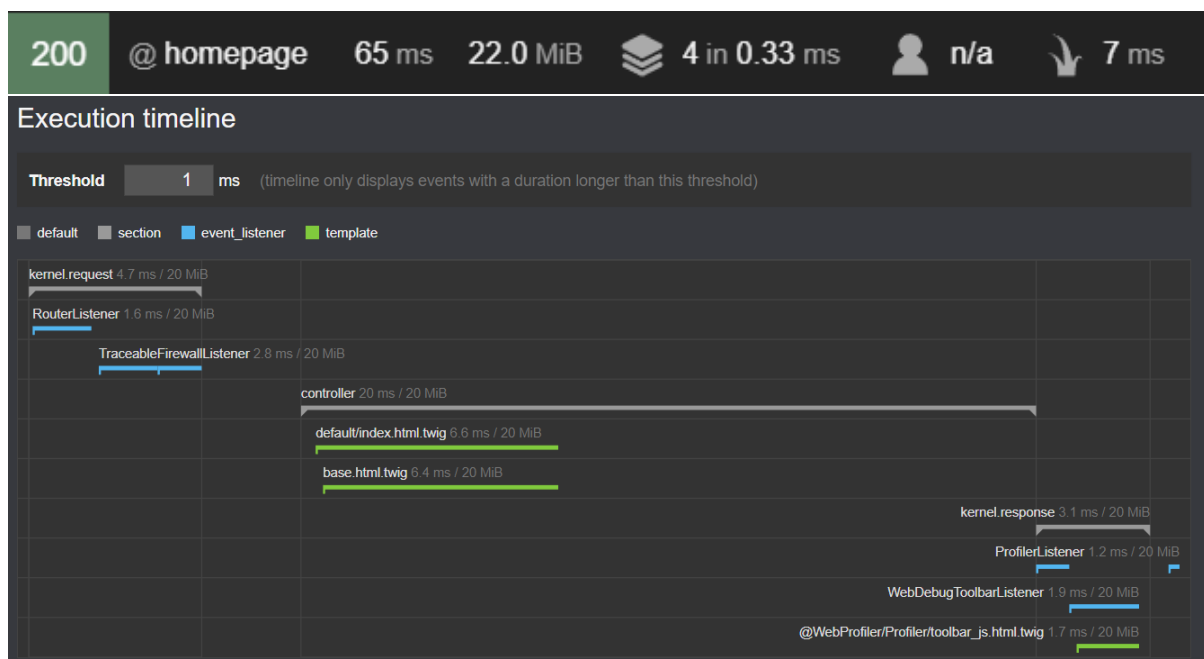 200 @ homepage 65 ms 22.0 MiB 4 in 0.33 ms n/a 7 ms
Execution timeline
Threshold 1 ms (timeline only displays events with a duration longer than this threshold)
default section event_listener template
kernel.request 4.7 ms / 20 MiB
RouterListener 1.6 ms / 20 MiB
TraceableFirewallListener 2.8 ms / 20 MiB
controller 20 ms / 20 MiB
default/index.html.twig 6.6 ms / 20 MiB
base.html.twig 6.4 ms / 20 MiB
kernel.response 3.1 ms / 20 MiB
ProfilerListener 1.2 ms / 20 MiB
WebDebugToolbarListener 1.9 ms / 20 MiB
@WebProfiler/Profiler/toolbar_js.html.twig 1.7 ms / 20 MiB